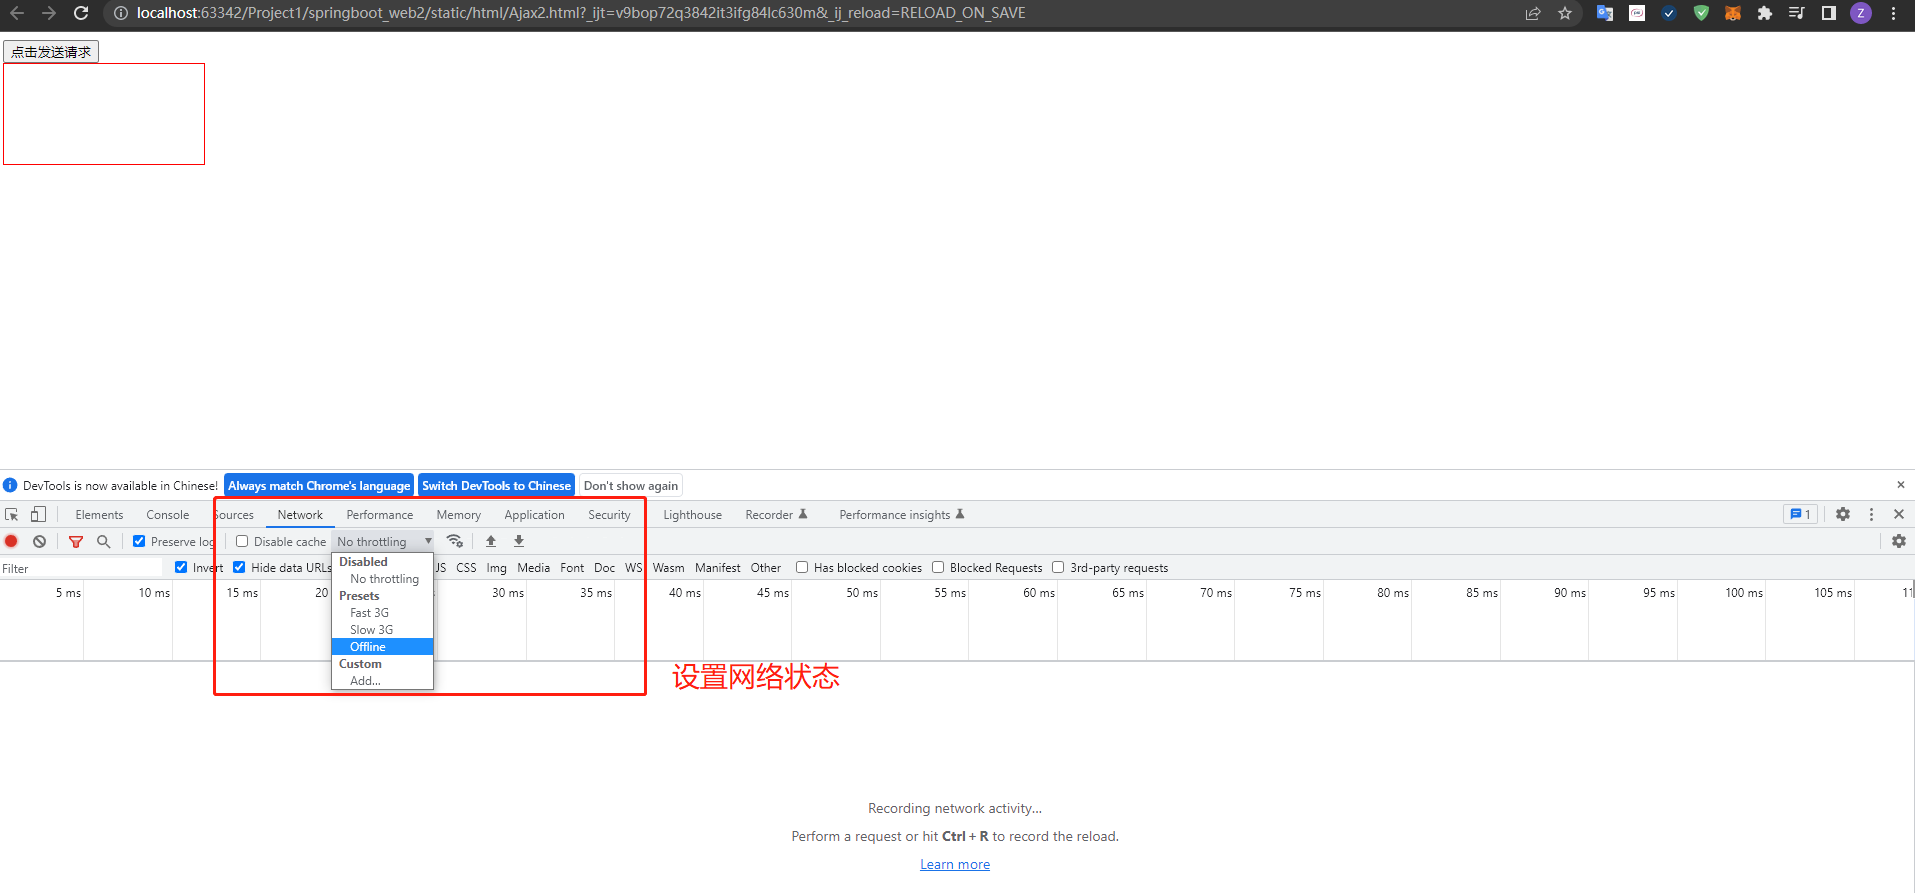 localhost:63342/Project1/springboot_web2/static/html/Ajax2.html?_ijt=v9bop72q3842it3ifg84lc630m&_ij_reload=RELOAD_ON_SAVE
Z
点击发送请求
DevTools is now available in Chinese! Always match Chrome's language Switch DevTools to Chinese Don't show again
Elements Console Sources Network Performance Memory Application Security Lighthouse Recorder Performance insights 1
Preserve log Disable cache No throttling
Filter Invert Hide data URLs JS CSS Img Media Font Doc WS Wasm Manifest Other Has blocked cookies Blocked Requests 3rd-party requests
Disabled
No throttling
Presets
Fast 3G
Slow 3G
Offline
Custom
Add...
5 ms 10 ms 15 ms 20 30 ms 35 ms 40 ms 45 ms 50 ms 55 ms 60 ms 65 ms 70 ms 75 ms 80 ms 85 ms 90 ms 95 ms 100 ms 105 ms 11
设置网络状态
Recording network activity...
Perform a request or hit Ctrl + R to record the reload.
Learn more